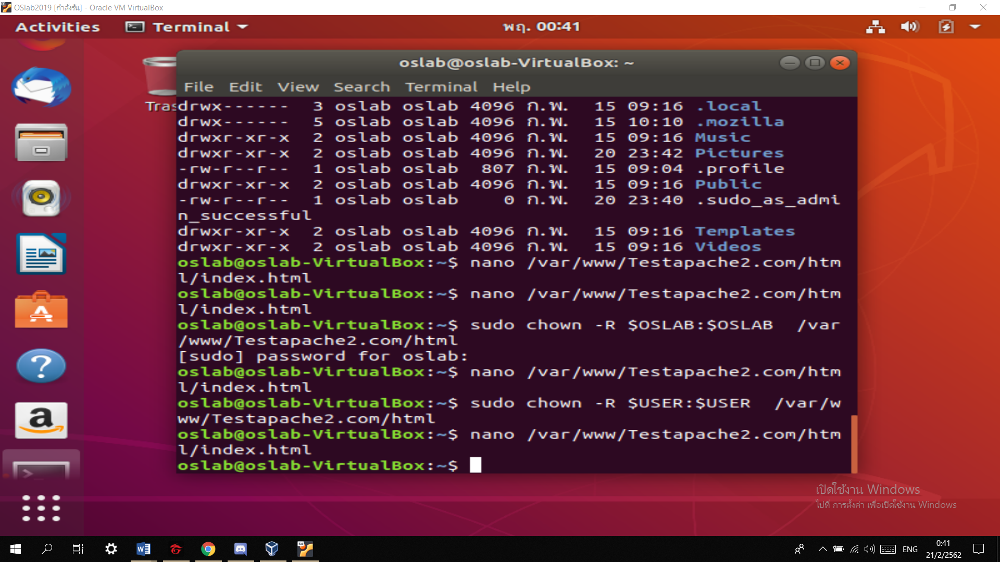 OSlab2019 [กำลังรัน] - Oracle VM VirtualBox
Activities Terminal พฤ. 00:41
oslab@oslab-VirtualBox: ~
File Edit View Search Terminal Help
Tras
drwx------  3 oslab oslab 4096 ก.พ.  15 09:16 .local
drwx------  5 oslab oslab 4096 ก.พ.  15 10:10 .mozilla
drwxr-xr-x  2 oslab oslab 4096 ก.พ.  15 09:16 Music
drwxr-xr-x  2 oslab oslab 4096 ก.พ.  20 23:42 Pictures
-rw-r--r--  1 oslab oslab  807 ก.พ.  15 09:04 .profile
drwxr-xr-x  2 oslab oslab 4096 ก.พ.  15 09:16 Public
-rw-r--r--  1 oslab oslab    0 ก.พ.  20 23:40 .sudo_as_admi
n_successful
drwxr-xr-x  2 oslab oslab 4096 ก.พ.  15 09:16 Templates
drwxr-xr-x  2 oslab oslab 4096 ก.พ.  15 09:16 Videos
oslab@oslab-VirtualBox:~$ nano /var/www/Testapache2.com/htm
l/index.html
oslab@oslab-VirtualBox:~$ nano /var/www/Testapache2.com/htm
l/index.html
oslab@oslab-VirtualBox:~$ sudo chown -R $OSLAB:$OSLAB  /var
/www/Testapache2.com/html
[sudo] password for oslab:
oslab@oslab-VirtualBox:~$ nano /var/www/Testapache2.com/htm
l/index.html
oslab@oslab-VirtualBox:~$ sudo chown -R $USER:$USER  /var/w
ww/Testapache2.com/html
oslab@oslab-VirtualBox:~$ nano /var/www/Testapache2.com/htm
l/index.html
oslab@oslab-VirtualBox:~$
เปิดใช้งาน Windows
ไปที่ การตั้งค่า เพื่อเปิดใช้งาน Windows
ENG
0:41
21/2/2562